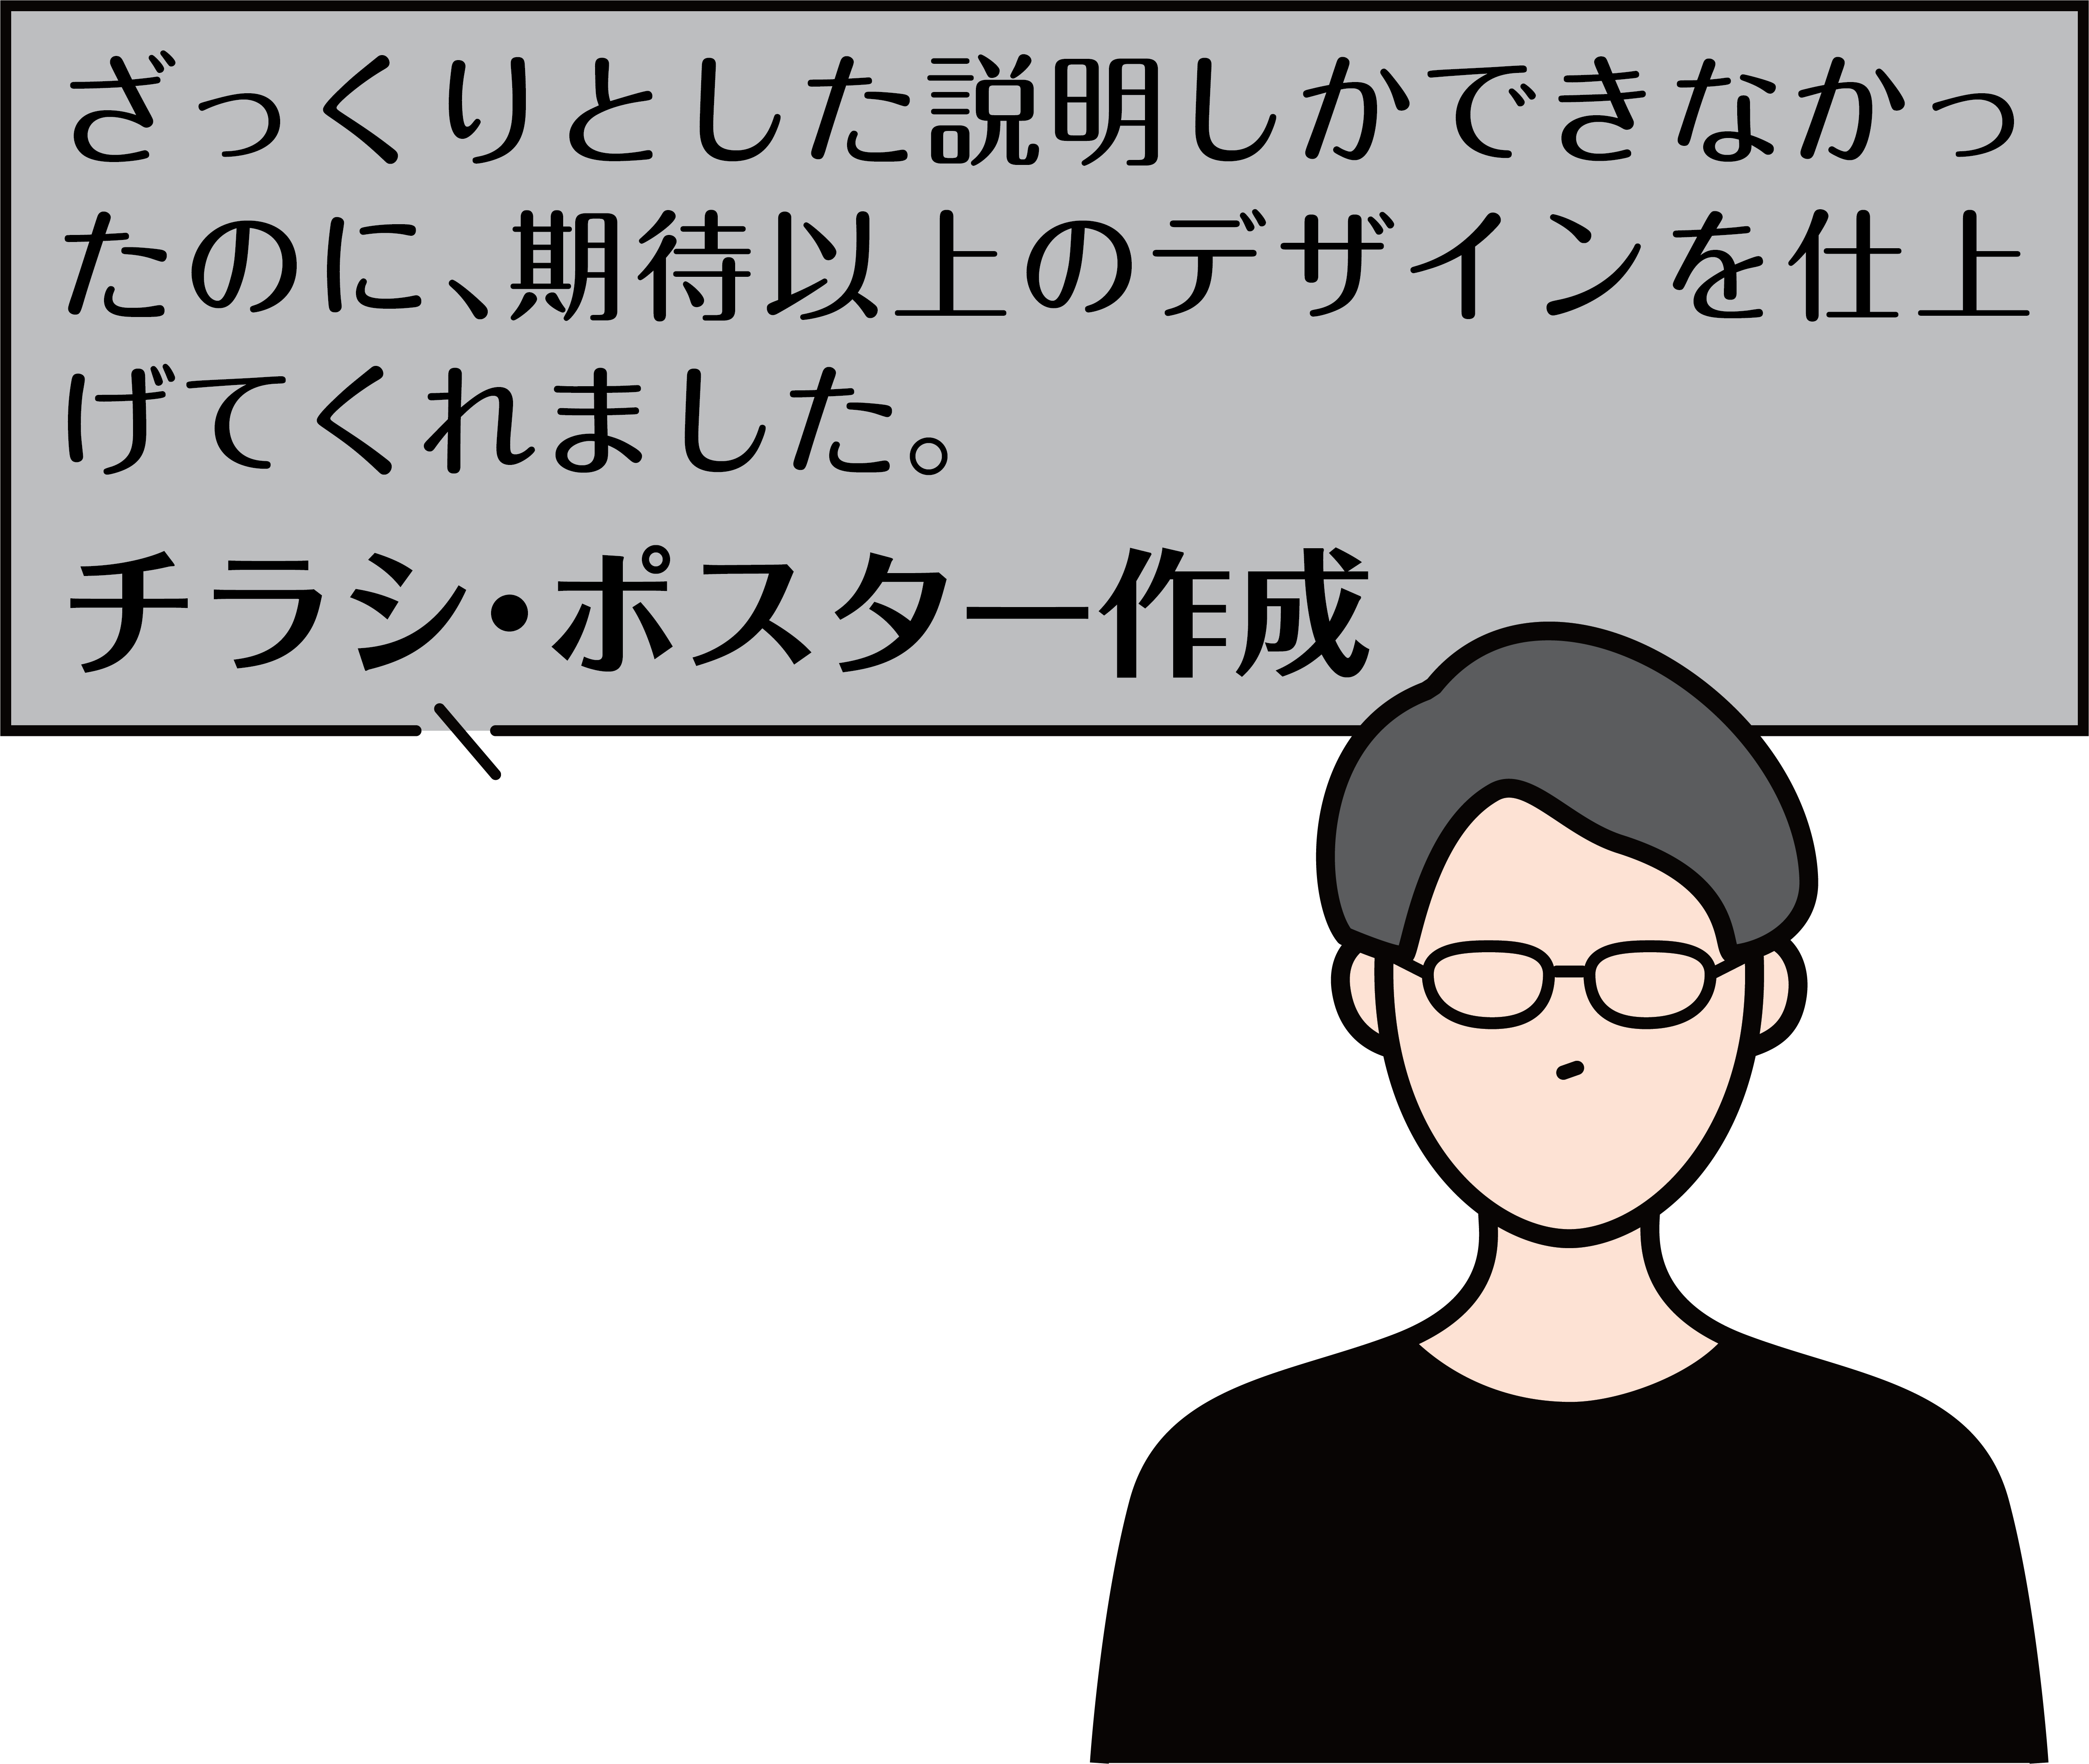 ざっくりとした説明しかできなかっ
たのに、期待以上のデザインを仕上
げてくれました。
チラシ・ポスター作成